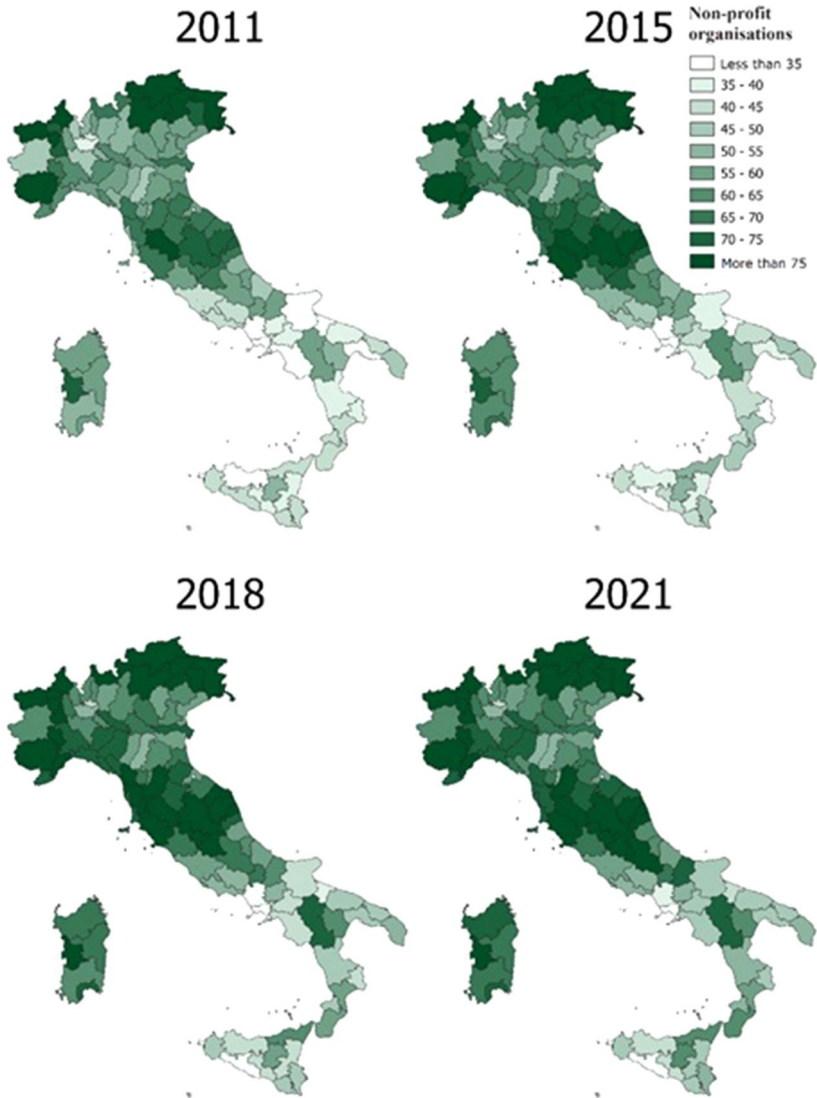 2011
2015
Non-profit
organisations
Less than 35
35 - 40
40 - 45
45 - 50
50 - 55
55 - 60
60 - 65
65 - 70
70 - 75
More than 75
2018
2021